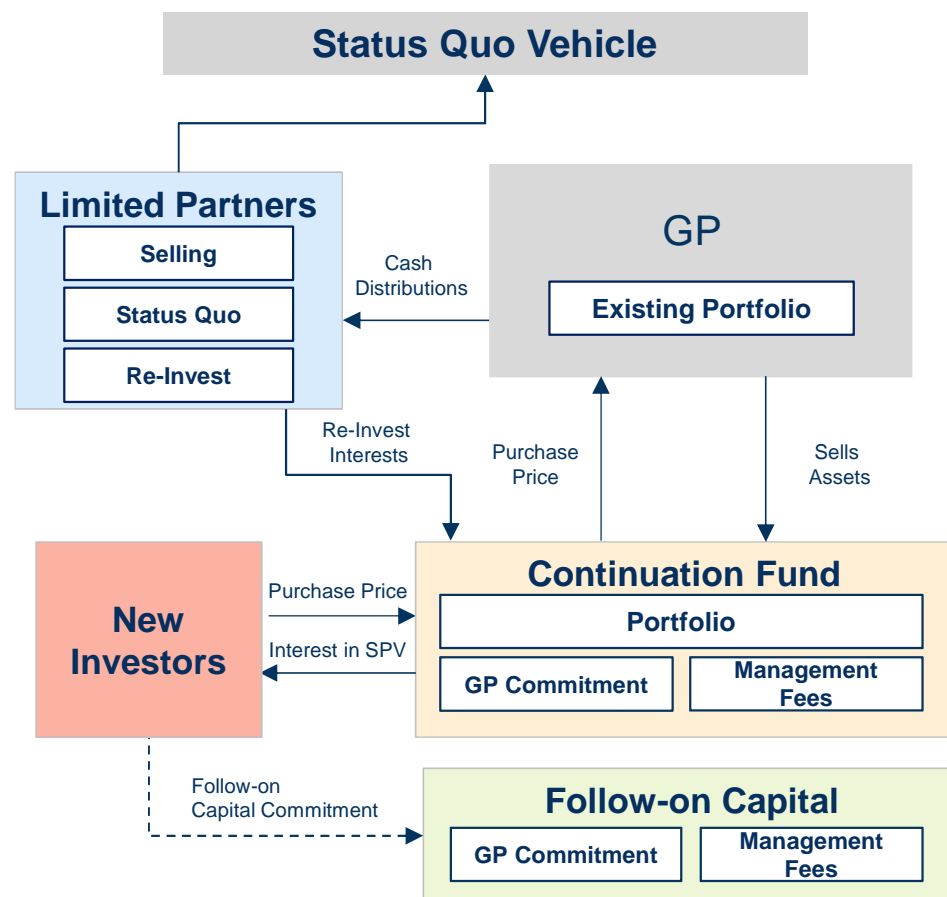 Status Quo Vehicle
Limited Partners
Selling
Status Quo
Re-Invest
Cash
Distributions
GP
Existing Portfolio
Re-Invest
Interests
Purchase
Price
Sells
Assets
New
Investors
Purchase Price
Interest in SPV
Continuation Fund
Portfolio
GP Commitment
Management
Fees
Follow-on
Capital Commitment
Follow-on Capital
GP Commitment
Management
Fees